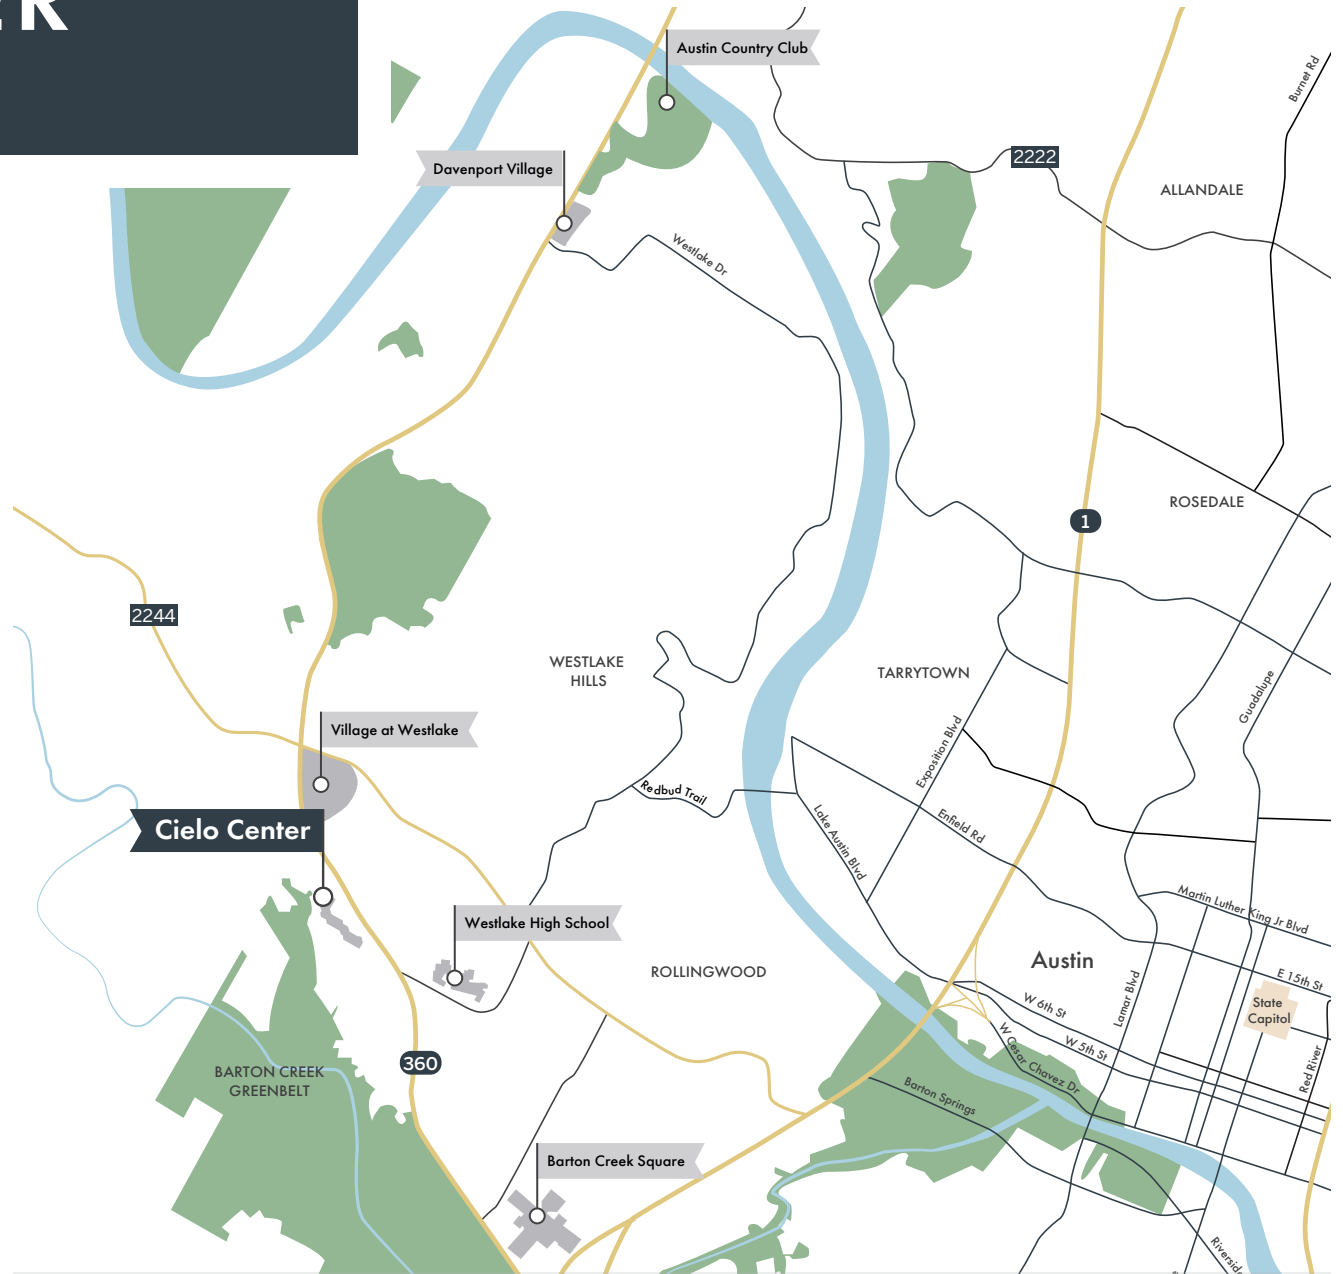 Austin Country Club
Burnet Rd
2222
Davenport Village
ALLANDALE
Westlake Dr
ROSEDALE
1
2244
WESTLAKE
HILLS
TARRYTOWN
Guadalupe
Village at Westlake
Exposition Blvd
Redbud Trail
Cielo Center
Lake Austin Blvd
Enfield Rd
Martin Luther King Jr Blvd
Westlake High School
ROLLINGWOOD
Austin
Lamar Blvd
E 15th St
State
Capitol
W 6th St
W 5th St
W Cesar Chavez Dr
Red River
360
BARTON CREEK
GREENBELT
Barton Springs
Barton Creek Square